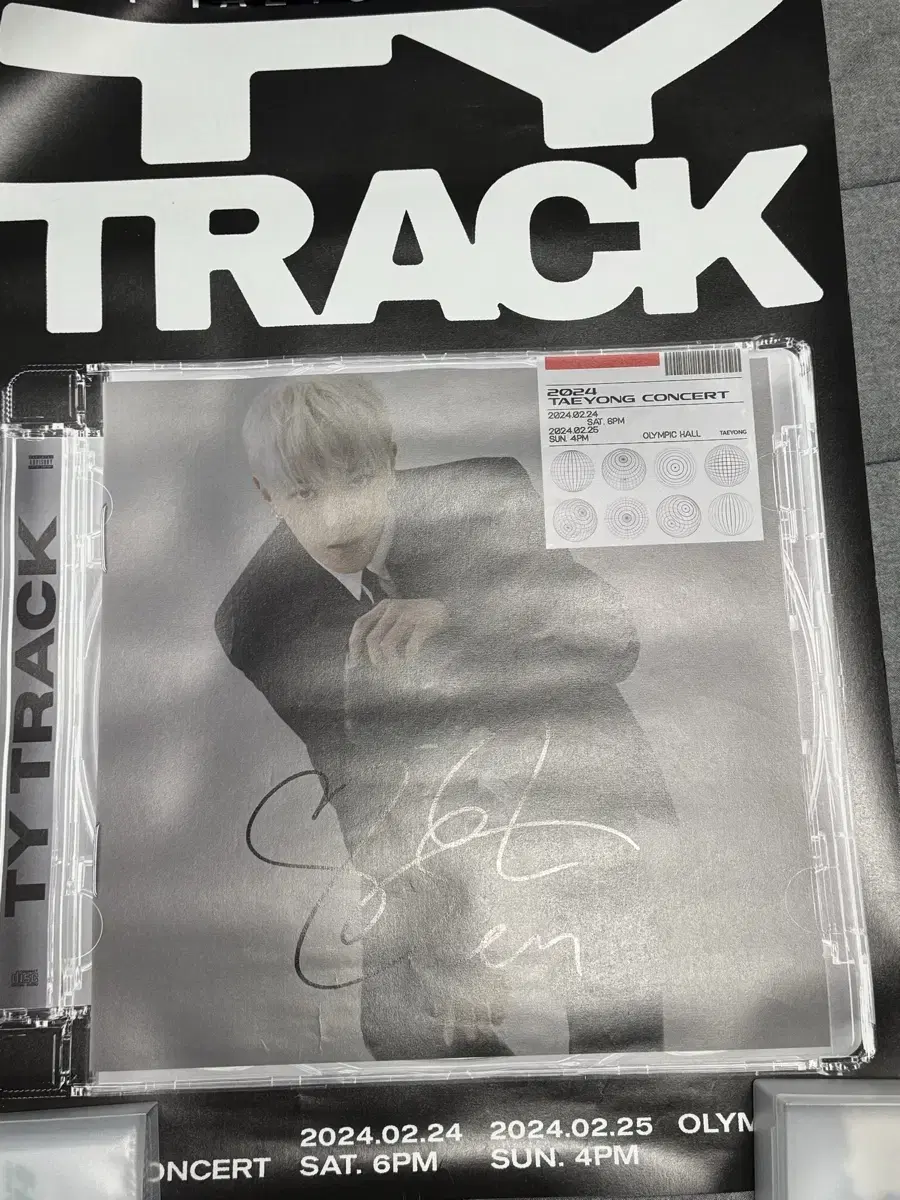 TY
TRACK
2024
TAEYONG CONCERT
2024.02.24
SAT. 6PM
2024.02.25
SUN. 4PM
OLYMPIC HALL
TAEYONG
TY TRACK
2024.02.24 2024.02.25 OLYM
ONCERT SAT. 6PM SUN. 4PM